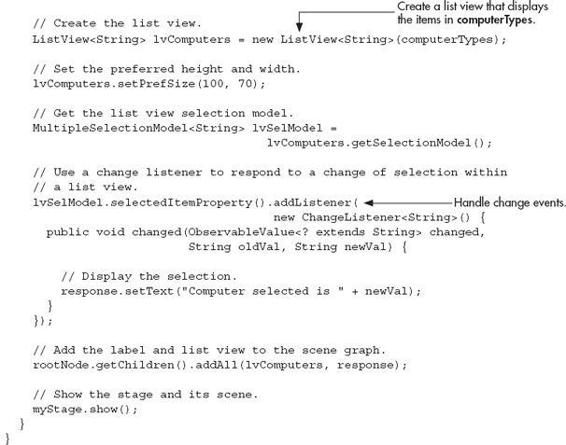 Create a list view that displays
the items in computerTypes.
// Create the list view.
ListView<String> lvComputers = new ListView<String>(computerTypes);
// Set the preferred height and width.
lvComputers.setPrefSize(100, 70);
// Get the list view selection model.
MultipleSelectionModel<String> lvSelModel =
lvComputers.getSelectionModel();
// Use a change listener to respond to a change of selection within
// a list view.
lvSelModel.selectedItemProperty().addListener(
Handle change events.
new ChangeListener<String>() {
public void changed(ObservableValue<? extends String> changed,
String oldVal, String newVal) {
// Display the selection.
response.setText("Computer selected is " + newVal);
}
});
// Add the label and list view to the scene graph.
rootNode.getChildren().addAll(lvComputers, response);
// Show the stage and its scene.
myStage.show();
}
}